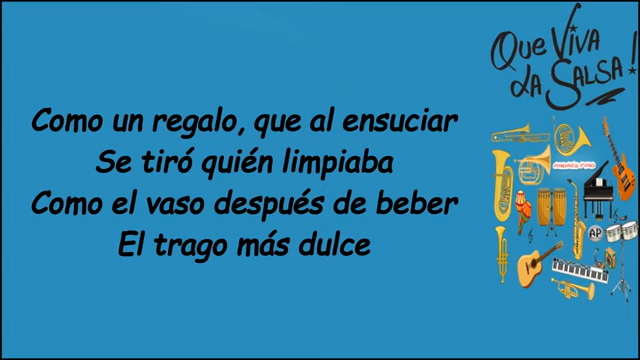 Que Viva
La Salsa!
Como un regalo, que al ensuciar
Se tiró quién limpiaba
Como el vaso después de beber
El trago más dulce
AP